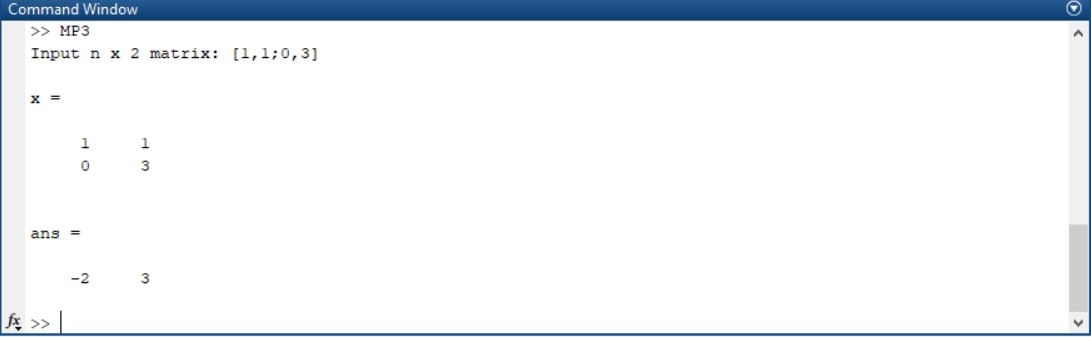 Command Window
>> MP3
Input n x 2 matrix: [1,1;0,3]
x =
1 1
0 3
ans =
-2 3
fx >>